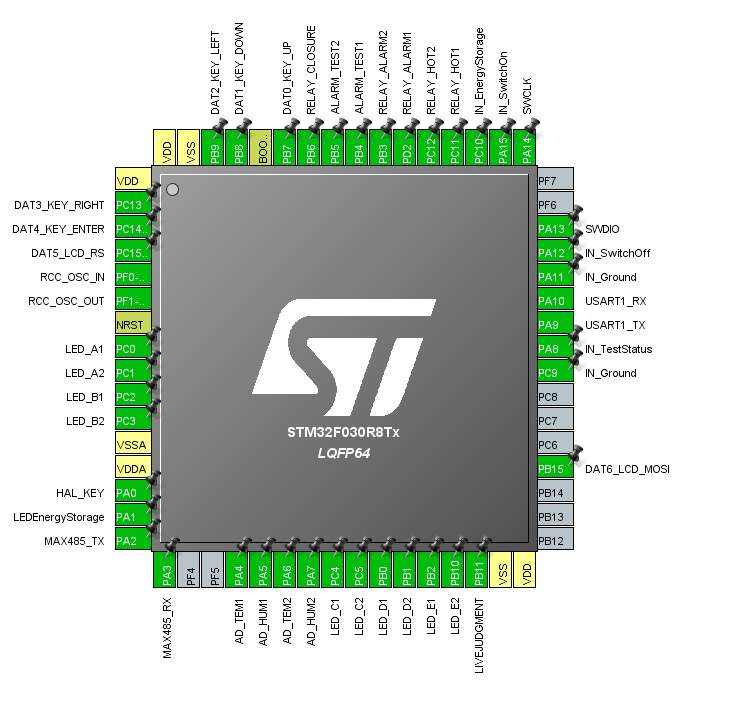 DAT2_KEY_LEFT
DAT1_KEY_DOWN
DAT0_KEY_UP
RELAY_CLOSURE
ALARM_TEST2
ALARM_TEST1
RELAY_ALARM2
RELAY_ALARM1
RELAY_HOT2
RELAY_HOT1
IN_EnergyStorage
IN_SwitchOn
SWCLK
VDD
VSS
PB9
PB8
BOO..
PB7
PB6
PB5
PB4
PB3
PD2
PC12
PC11
PC10
PA15
PA14
VDD
DAT3_KEY_RIGHT PC13
DAT4_KEY_ENTER PC14..
DAT5_LCD_RS PC15..
RCC_OSC_IN PF0-..
RCC_OSC_OUT PF1-..
NRST
LED_A1 PC0
LED_A2 PC1
LED_B1 PC2
LED_B2 PC3
VSSA
VDDA
HAL_KEY PA0
LEDEnergyStorage PA1
MAX485_TX PA2
STM32F030R8Tx
LQFP64
PF7
PF6
PA13 SWDIO
PA12 IN_SwitchOff
PA11 IN_Ground
PA10 USART1_RX
PA9 USART1_TX
PA8 IN_TestStatus
PC9 IN_Ground
PC8
PC7
PC6
PB15 DAT6_LCD_MOSI
PB14
PB13
PB12
PA3
PF4
PF5
PA4
PA5
PA6
PA7
PC4
PC5
PB0
PB1
PB2
PB10
PB11
VSS
VDD
MAX485_RX
AD_TEM1
AD_HUM1
AD_TEM2
AD_HUM2
LED_C1
LED_C2
LED_D1
LED_D2
LED_E1
LED_E2
LIVEJUDGMENT